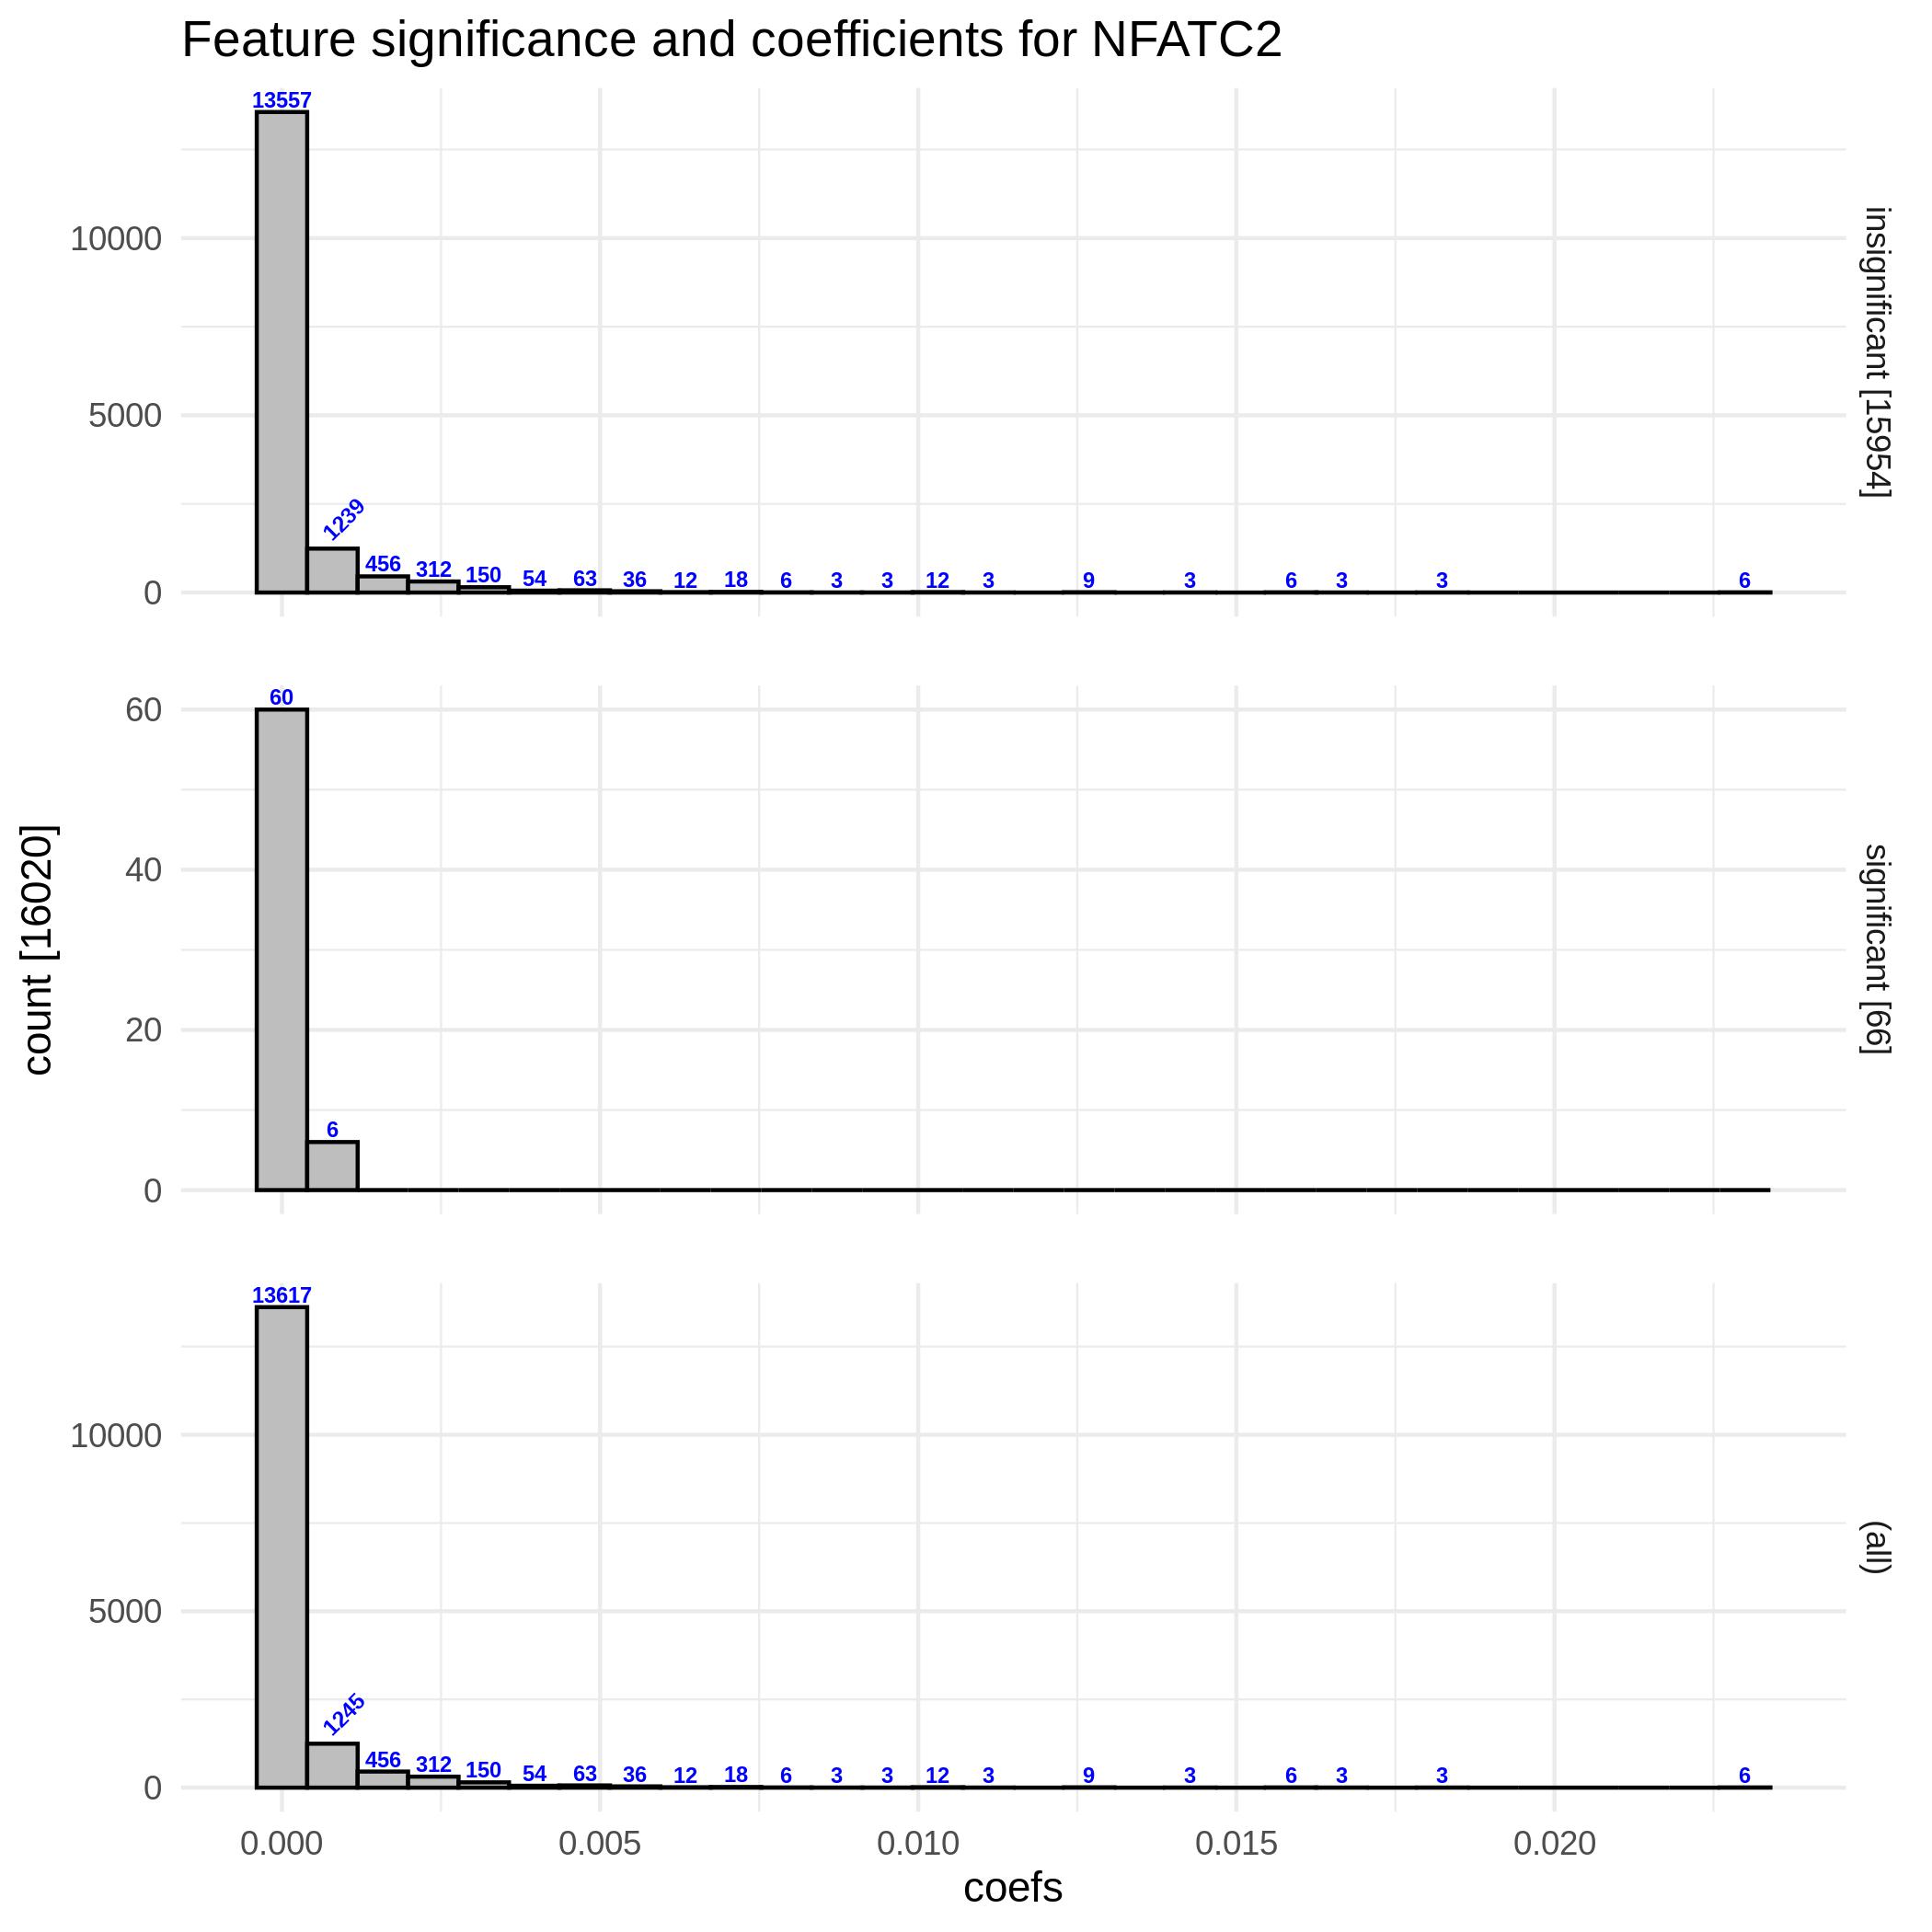 Feature significance and coefficients for NFATC2
count [16020]
13557
10000
5000
0
1239
456 312 150 54 63 36 12 18 6 3 3 12 3 9 3 6 3 3 6
insignificant [15954]
60
60
40
20
0
6
significant [66]
13617
10000
5000
0
1245
456 312 150 54 63 36 12 18 6 3 3 12 3 9 3 6 3 3 6
(all)
0.000 0.005 0.010 0.015 0.020
coefs